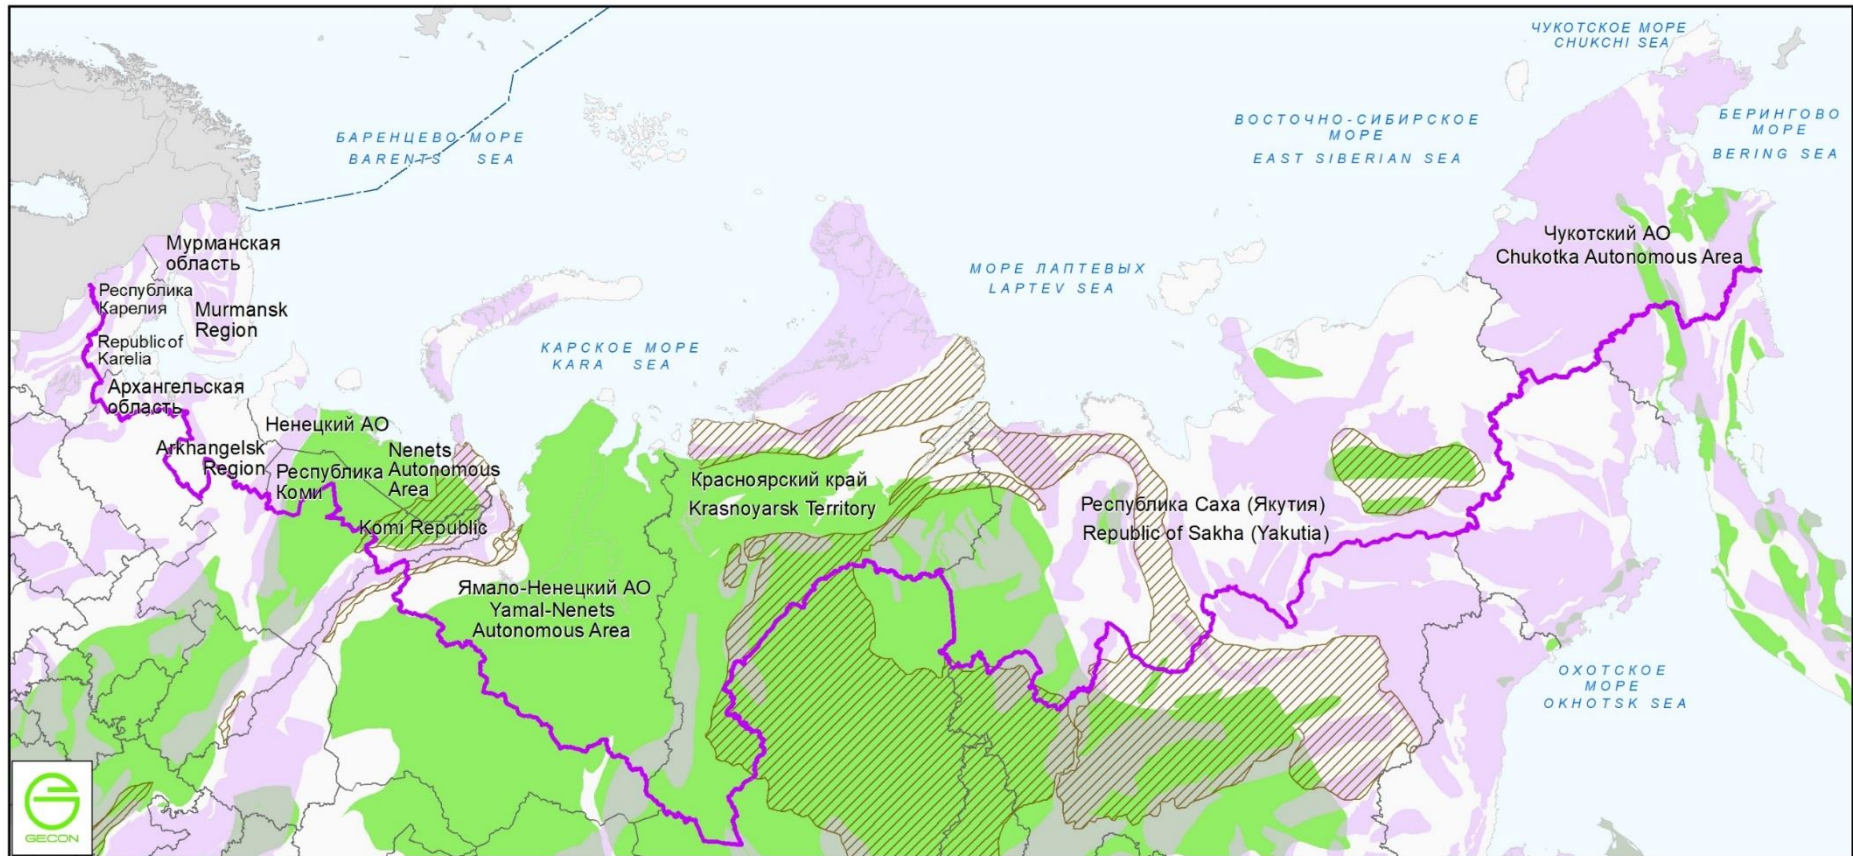 ЧУКОТСКОЕ МОРЕ
CHUKCHI SEA
БАРЕНЦЕВО МОРЕ
BARENTS SEA
ВОСТОЧНО-СИБИРСКОЕ
МОРЕ
EAST SIBERIAN SEA
БЕРИНГОВО
МОРЕ
BERING SEA
Мурманская
область
Murmansk
Region
Чукотский АО
Chukotka Autonomous Area
МОРЕ ЛАПТЕВЫХ
LAPTEV SEA
Республика
Карелия
Republic of
Karelia
КАРСКОЕ МОРЕ
KARA SEA
Архангельская
область
Arkhangelsk
Region
Ненецкий АО
Nenets
Autonomous
Area
Республика
Коми
Komi Republic
Красноярский край
Krasnoyarsk Territory
Республика Саха (Якутия)
Republic of Sakha (Yakutia)
Ямало-Ненецкий АО
Yamal-Nenets
Autonomous Area
ОХОТСКОЕ
МОРЕ
OKHOTSK SEA
GECON